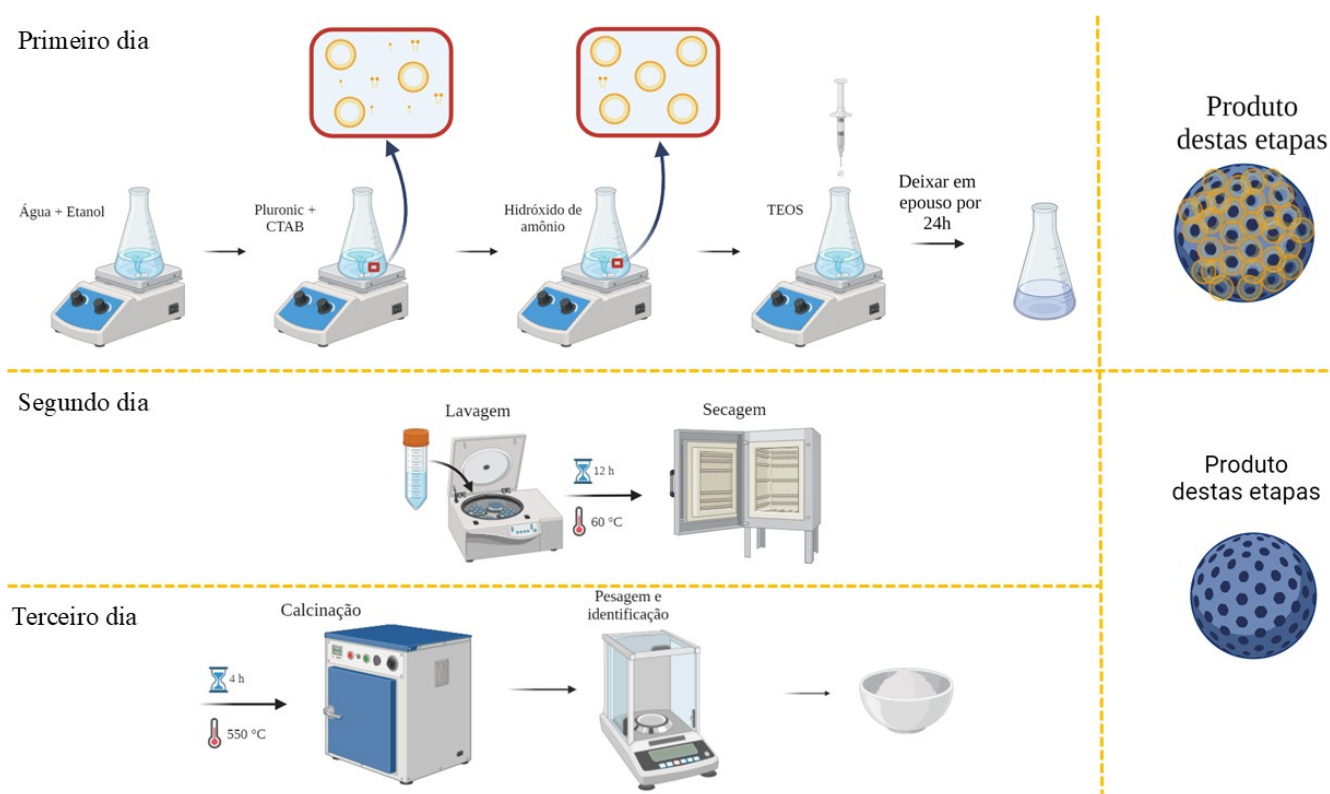 Primeiro dia
Água + Etanol
Pluronic +
CTAB
Hidróxido de
amônio
TEOS
Deixar em
epouso por
24h
Produto
destas etapas
Segundo dia
Lavagem
12 h
60 °C
Secagem
Produto
destas etapas
Terceiro dia
4 h
550 °C
Calcinação
Pesagem e
identificação